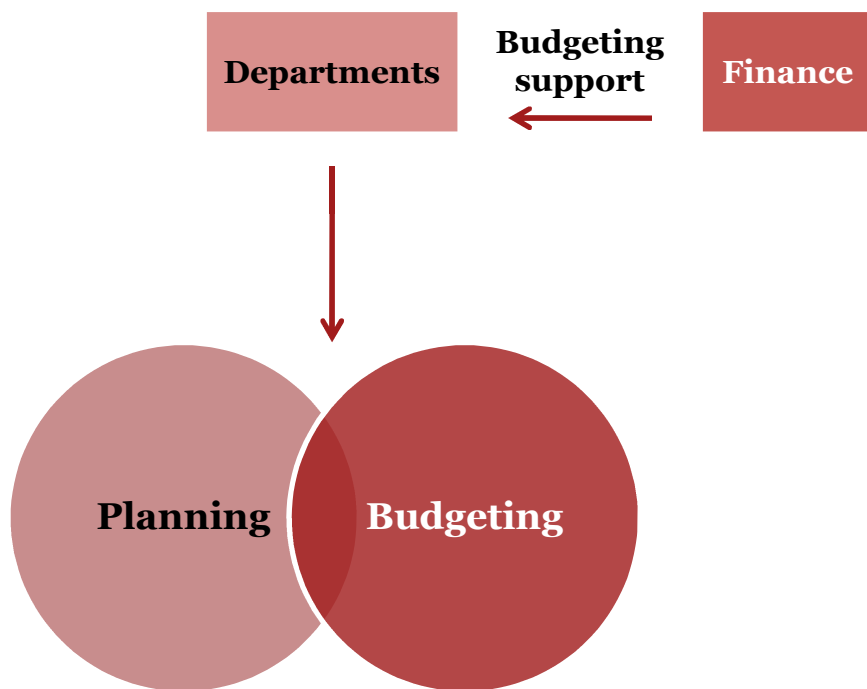 Departments
Budgeting
support
Finance
Planning
Budgeting